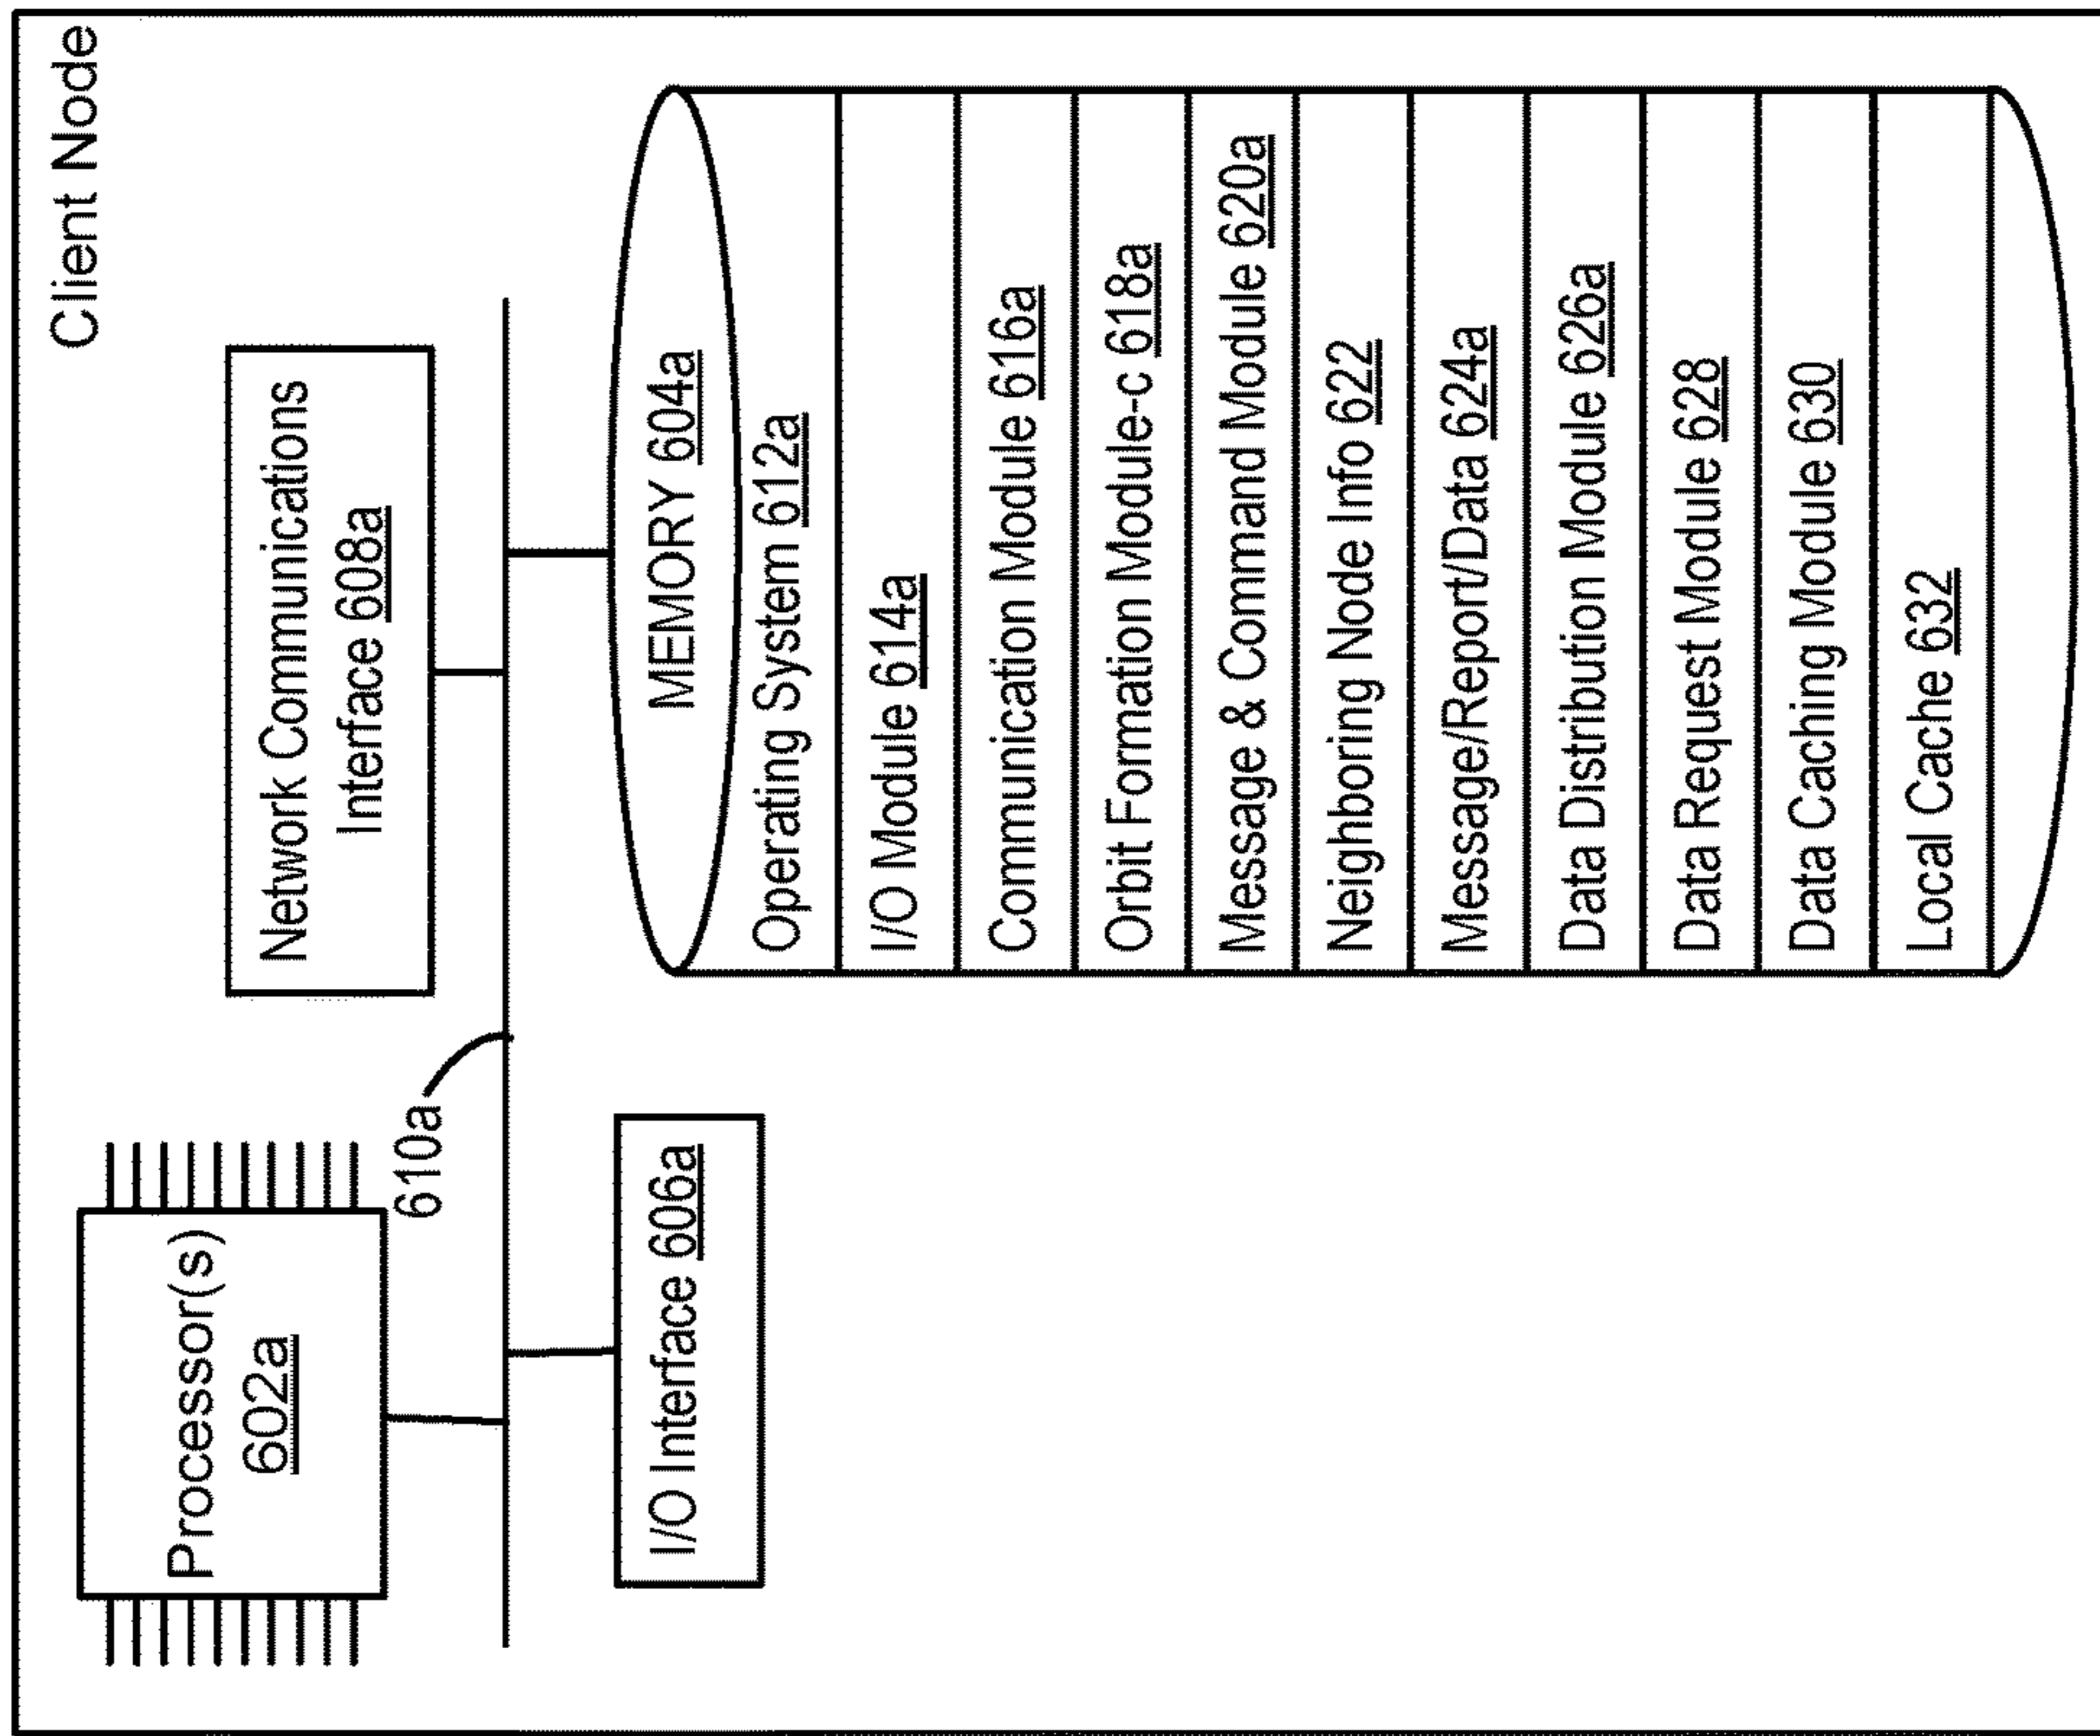 Client Node
Processor(s)
602a
Network Communications
Interface 608a
610a
I/O Interface 606a
MEMORY 604a
Operating System 612a
I/O Module 614a
Communication Module 616a
Orbit Formation Module-c 618a
Message & Command Module 620a
Neighboring Node Info 622
Message/Report/Data 624a
Data Distribution Module 626a
Data Request Module 628
Data Caching Module 630
Local Cache 632